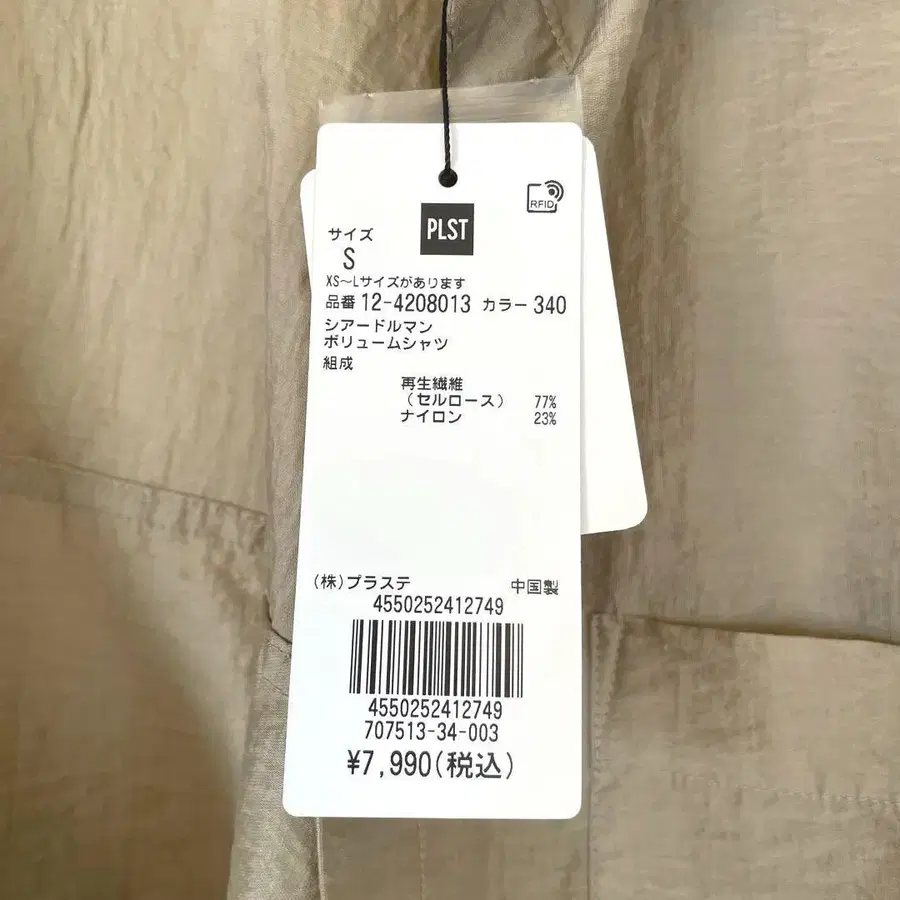 RFID
PLST
サイズ
S
XS～Lサイズがあります
品番 12-4208013 カラー 340
シアードルマン
ボリュームシャツ
組成
再生繊維
（セルロース） 77%
ナイロン 23%
(株)プラステ 中国製
4550252412749
4550252412749
707513-34-003
¥7,990(税込)